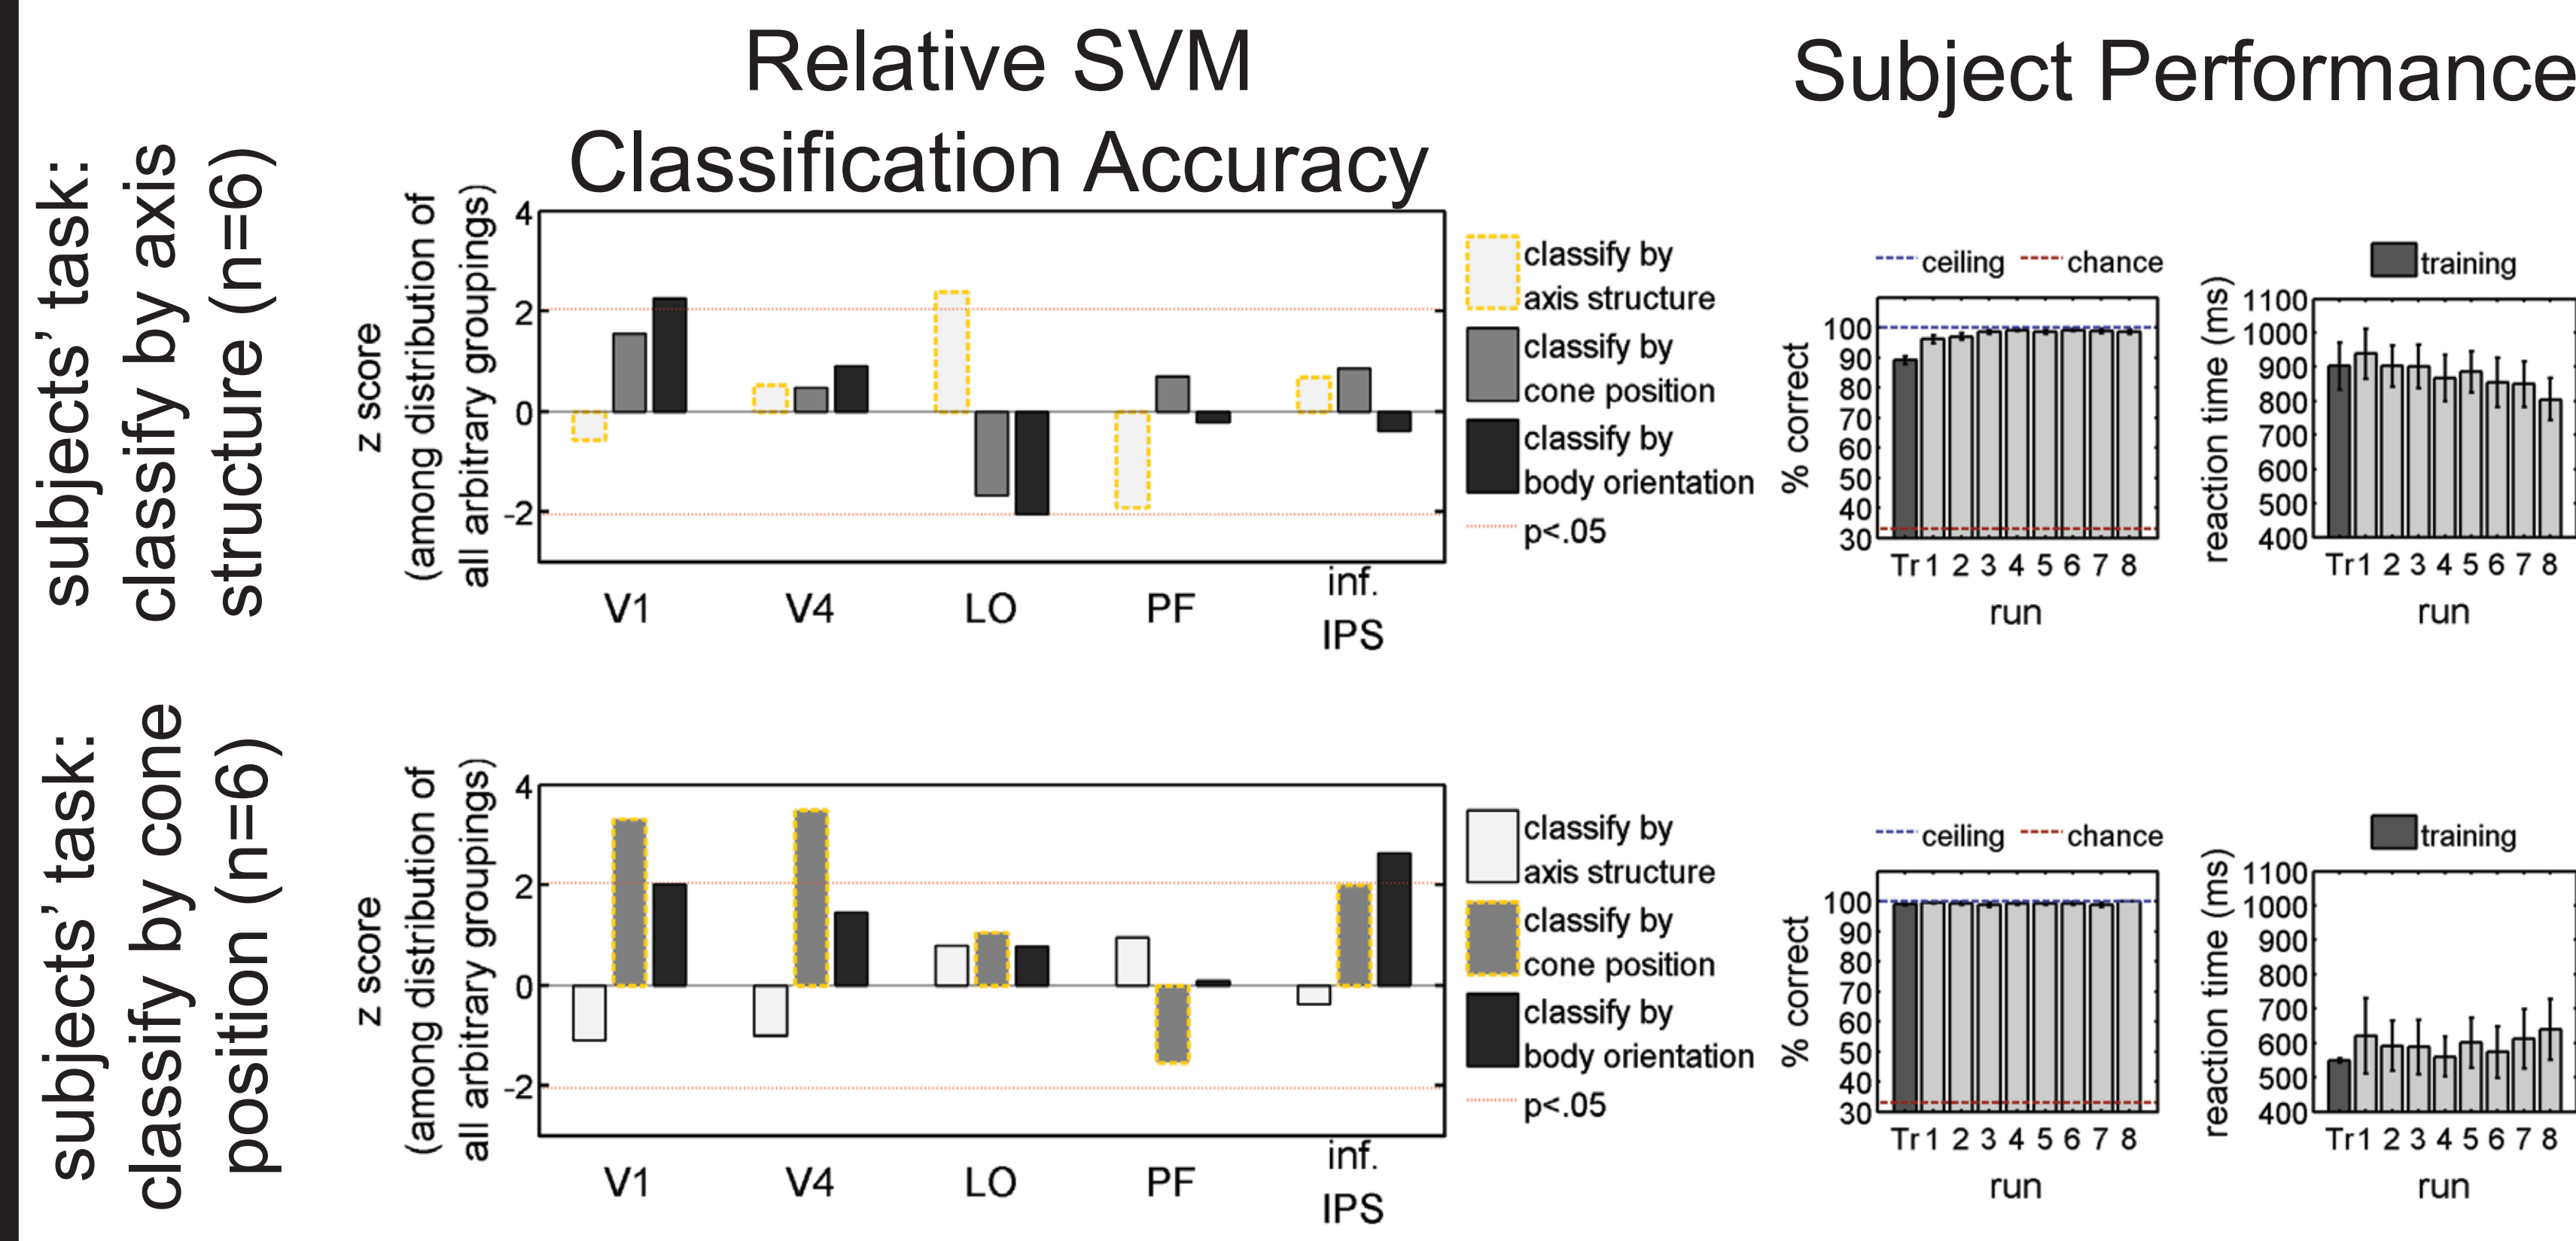 Relative SVM
Classification Accuracy
Subject Performance
subjects' task:
classify by axis
structure (n=6)
z score
(among distribution of
all arbitrary groupings)
4
2
0
-2
V1
V4
LO
PF
inf.
IPS
classify by
axis structure
classify by
cone position
classify by
body orientation
p<.05
ceiling
chance
% correct
100
90
80
70
60
50
40
30
Tr 1 2 3 4 5 6 7 8
run
training
reaction time (ms)
1100
1000
900
800
700
600
500
400
Tr 1 2 3 4 5 6 7 8
run
subjects' task:
classify by cone
position (n=6)
z score
(among distribution of
all arbitrary groupings)
4
2
0
-2
V1
V4
LO
PF
inf.
IPS
classify by
axis structure
classify by
cone position
classify by
body orientation
p<.05
ceiling
chance
% correct
100
90
80
70
60
50
40
30
Tr 1 2 3 4 5 6 7 8
run
training
reaction time (ms)
1100
1000
900
800
700
600
500
400
Tr 1 2 3 4 5 6 7 8
run